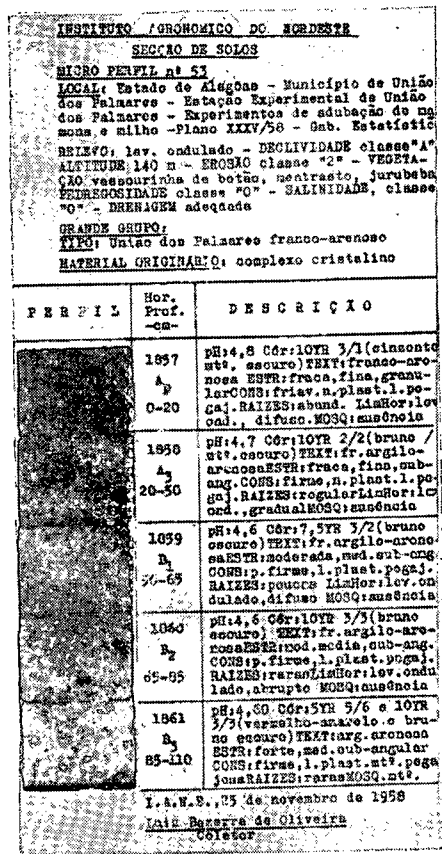 INSTITUTO AGRONOMICO DO NORDESTE
SECCÃO DE SOLOS
MICRO PERFIL nº 53
LOCAL: Estado de Alagôas - Município de União
dos Palmares - Estação Experimental de União
dos Palmares - Experimentos de adubação de ma
mona e milho -Plano XXXV/58 - Gab. Estatístic
RELEVO: lev. ondulado - DECLIVIDADE classe"A"
ALTITUDE 140 m - EROSÃO classe "2" - VEGETA-
ÇÃO vassourinha de botão, mentrasto, jurubeba
PEDREGOSIDADE classe "0" - SALINIDADE, classe
"0" - DRENAGEM adeqdada
GRANDE GRUPO:
TIPO: União dos Palmares franco-arenoso
MATERIAL ORIGINÁRIO: complexo cristalino
PERFIL
Hor.
Prof.
-cm-
DESCRIÇÃO
1857
Ap
0-20
pH:4,8 Côr:10YR 3/1(cinzento
mtº. escuro)TEXT:franco-are-
nosa ESTR:fraca,fina,granu-
larCONS:friav.n.plast.l.pe-
gaj.RAIZES:abund. LimHor:lev
ond., difuso.MOSQ:ausência
1858
A3
20-50
pH:4,7 Côr:10YR 2/2(bruno /
mtº.escuro)TEXT:fr.argilo-
arenosaESTR:fraca,fina,sub-
ang.CONS:firme,n.plast.l.pe-
gaj.RAIZES:regularLimHor:lev
ond.,gradualMOSQ:ausência
1859
B1
50-65
pH:4,6 Côr:7,5YR 3/2(bruno
escuro)TEXT:fr.argilo-areno
saESTR:moderada,med.sub-ang.
CONS:p.firme,l.plast.pegaj.
RAIZES:poucas LimHor:lev.on
dulado,difuso MOSQ:ausência
1860
B2
65-85
pH:4,6 Côr:10YR 3/3(bruno
escuro) TEXT:fr.argilo-are-
nosaESTR:mod.media,sub-ang.
CONS:p.firme,l.plast.pegaj.
RAIZES:rarasLimHor:lev.ondu
lado,abrupto MOSQ:ausência
1861
B3
85-110
pH:4,80 Côr:5YR 5/6 e 10YR
3/3(vermelho-amarelo e bru-
no escuro)TEXT:arg.arenosa
ESTR:forte,med.sub-angular
CONS:firme,l.plast.mtº.pega
josaRAIZES:rarasMOSQ.mtº.
I.A.N.E.,25 de novembro de 1958
Luiz Bezerra de Oliveira
Coletor